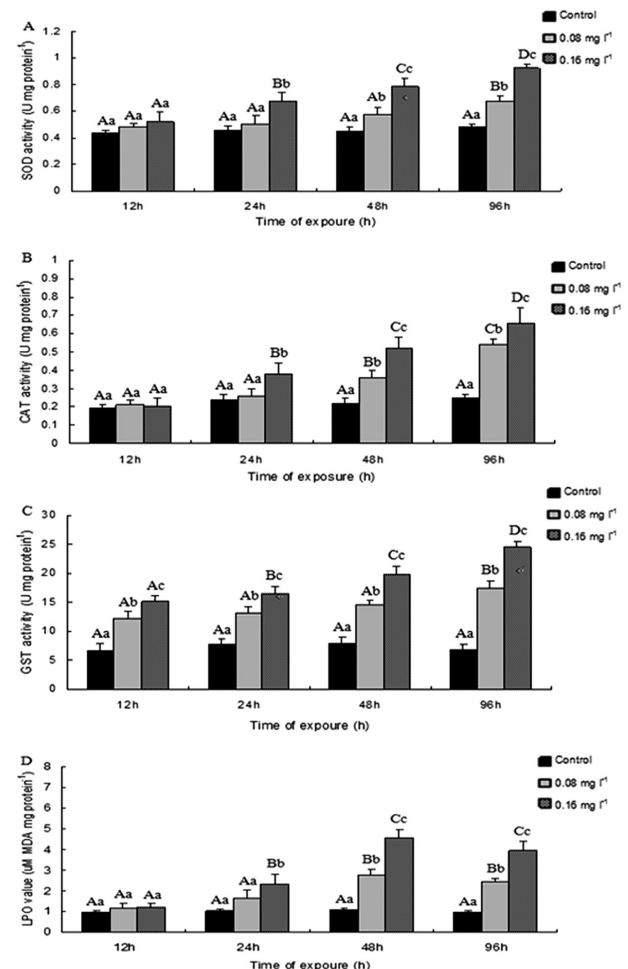 A
SOD activity (U mg protein⁻¹)
1.2
1
0.8
0.6
0.4
0.2
0
Aa Aa Aa
Aa Aa Bb
Aa Ab Cc
Aa Bb Dc
12h 24h 48h 96h
Time of expoure (h)
Control
0.08 mg l⁻¹
0.16 mg l⁻¹
B
CAT activity (U mg protein¹)
1
0.9
0.8
0.7
0.6
0.5
0.4
0.3
0.2
0.1
0
Aa Aa Aa
Aa Aa Bb
Aa Bb Cc
Aa Cb Dc
12h 24h 48h 96h
Time of exposure (h)
Control
0.08 mg l⁻¹
0.16 mg l⁻¹
C
GST activity (U mg protein¹)
30
25
20
15
10
5
0
Aa Ab Ac
Aa Ab Bc
Aa Ab Cc
Aa Bb Dc
12h 24h 48h 96h
Time of expoure (h)
Control
0.08 mg l⁻¹
0.16 mg l⁻¹
D
LPO value (uM MDA mg protein¹)
8
7
6
5
4
3
2
1
0
Aa Aa Aa
Aa Aa Bb
Aa Bb Cc
Aa Bb Cc
12h 24h 48h 96h
Time of expoure (h)
Control
0.08 mg l⁻¹
0.16 mg l⁻¹